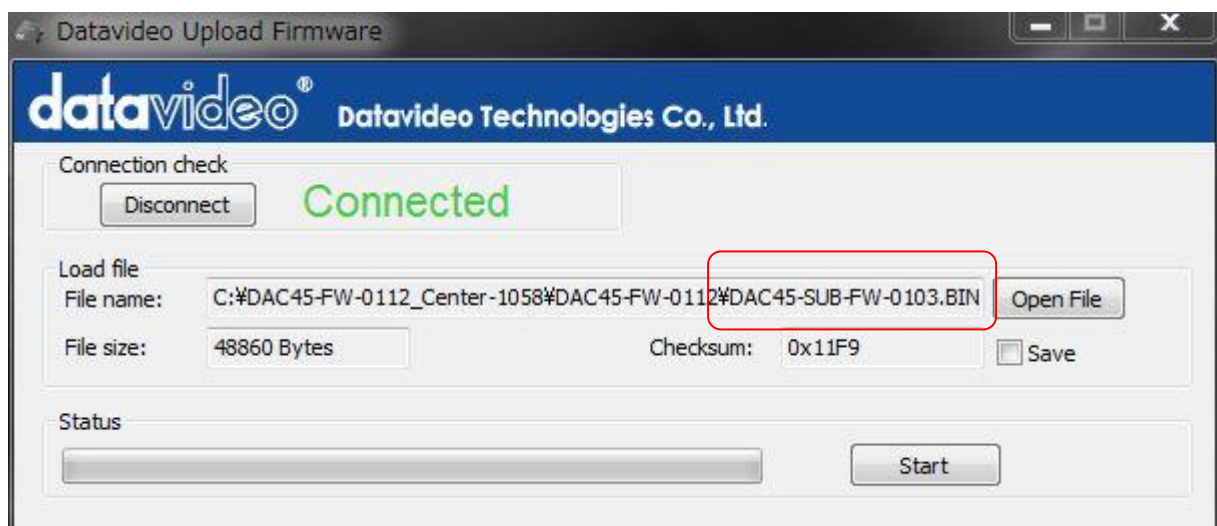 Datavideo Upload Firmware
datavideo® Datavideo Technologies Co., Ltd.
Connection check
Disconnect Connected
Load file
File name: C:¥DAC45-FW-0112_Center-1058¥DAC45-FW-0112¥DAC45-SUB-FW-0103.BIN Open File
File size: 48860 Bytes Checksum: 0x11F9 Save
Status
Start